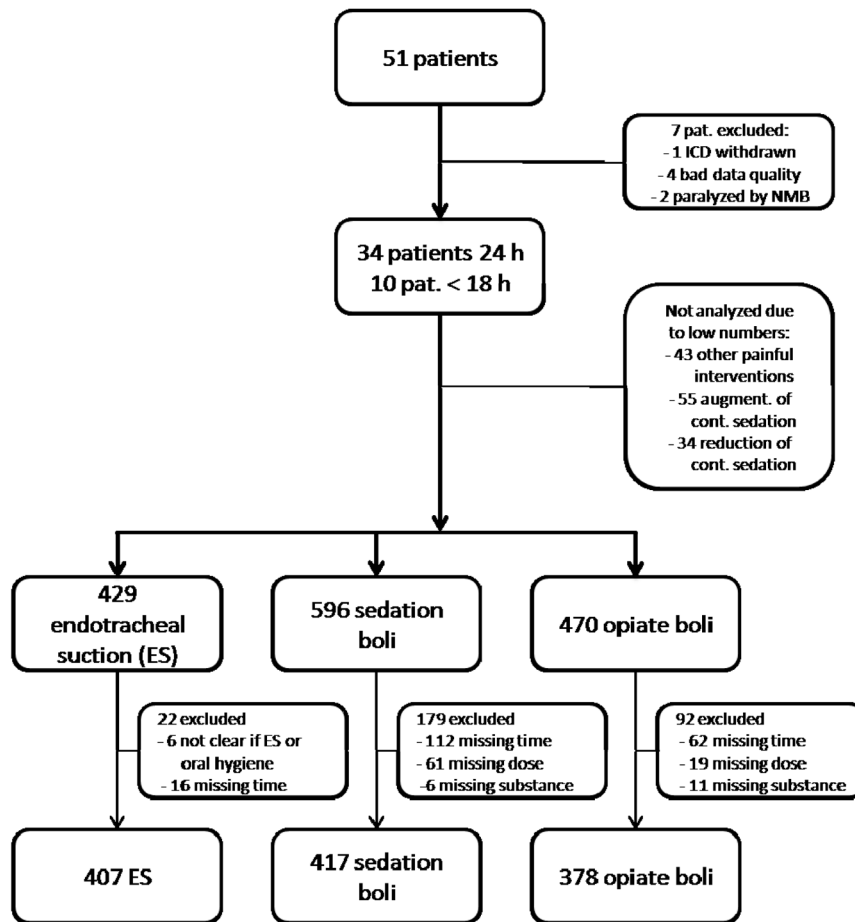 51 patients
7 pat. excluded:
- 1 ICD withdrawn
- 4 bad data quality
- 2 paralyzed by NMB
34 patients 24 h
10 pat. < 18 h
Not analyzed due
to low numbers:
- 43 other painful
interventions
- 55 augment. of
cont. sedation
- 34 reduction of
cont. sedation
429
endotracheal
suction (ES)
596 sedation
boli
470 opiate boli
22 excluded
- 6 not clear if ES or
oral hygiene
- 16 missing time
179 excluded
- 112 missing time
- 61 missing dose
-6 missing substance
92 excluded
- 62 missing time
- 19 missing dose
- 11 missing substance
407 ES
417 sedation
boli
378 opiate boli